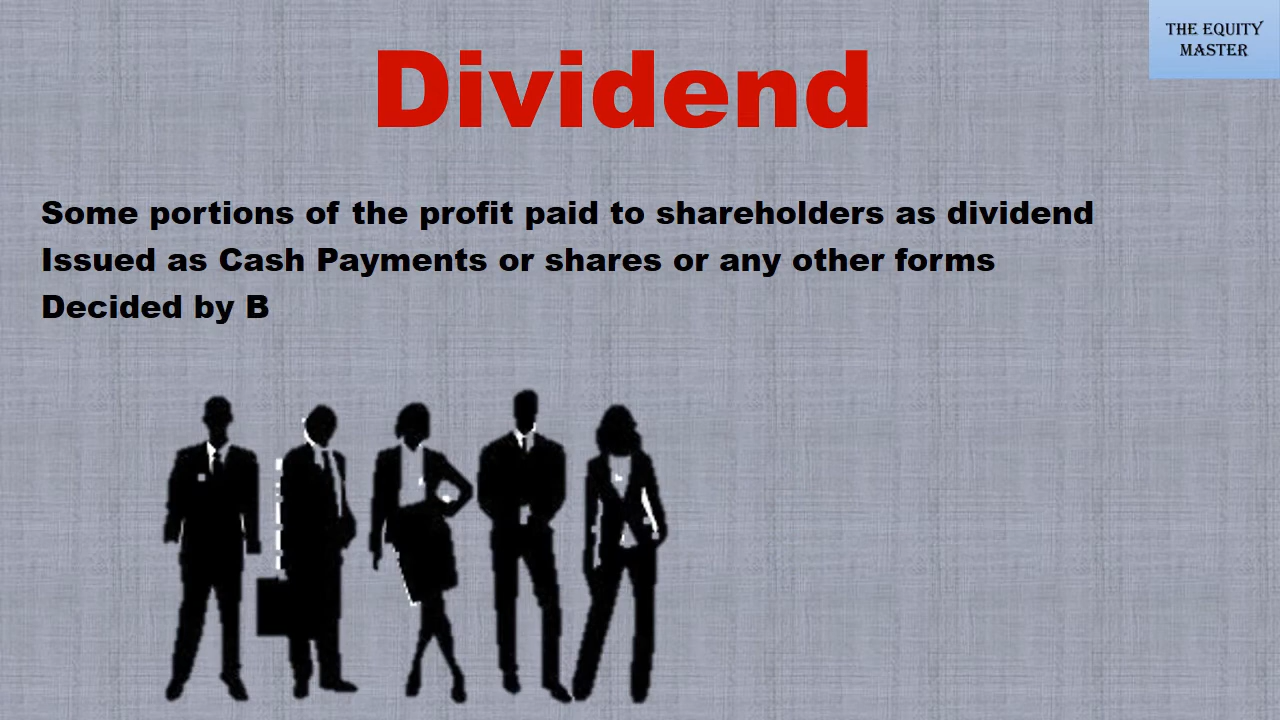 THE EQUITY
MASTER
Dividend
Some portions of the profit paid to shareholders as dividend
Issued as Cash Payments or shares or any other forms
Decided by B